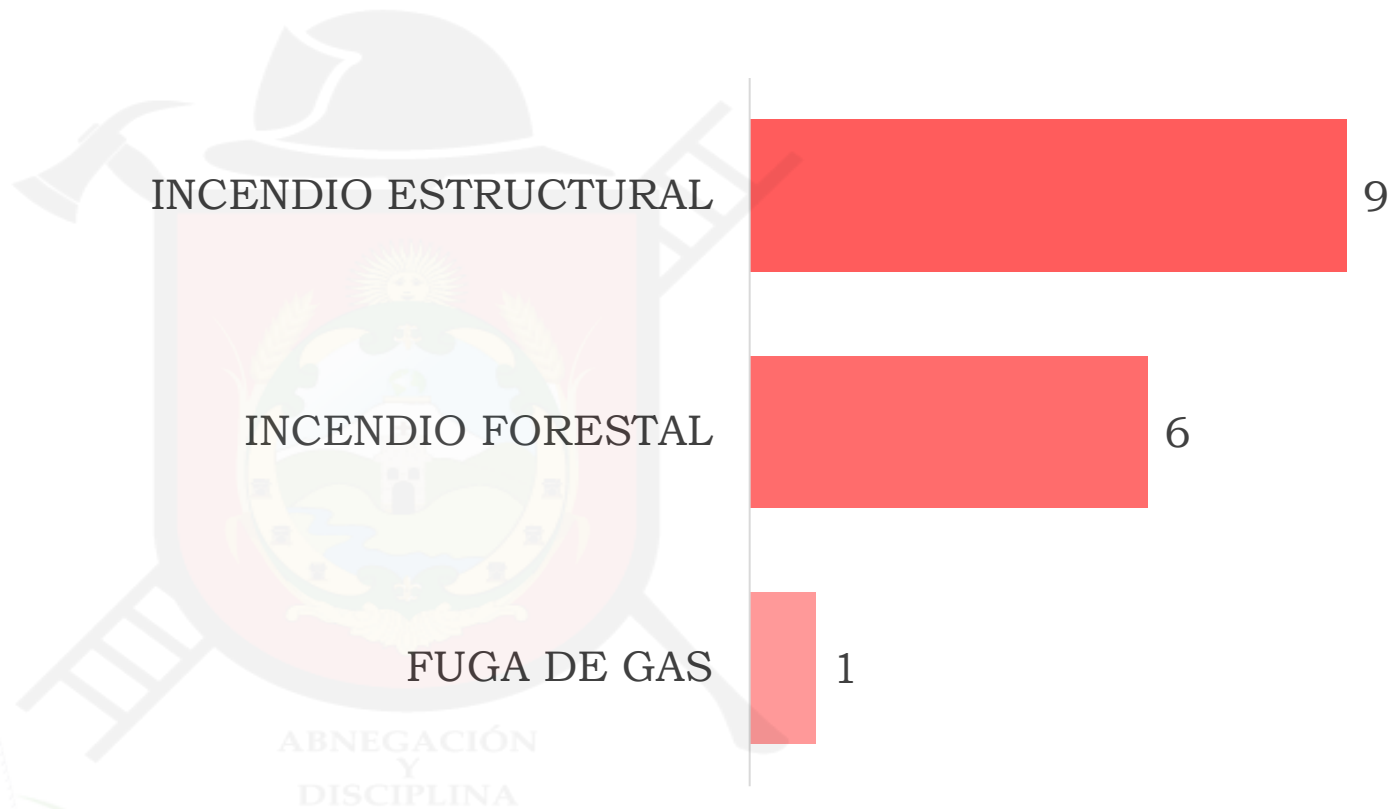 INCENDIO ESTRUCTURAL 9
INCENDIO FORESTAL 6
FUGA DE GAS 1
ABNEGACIÓN
Y
DISCIPLINA